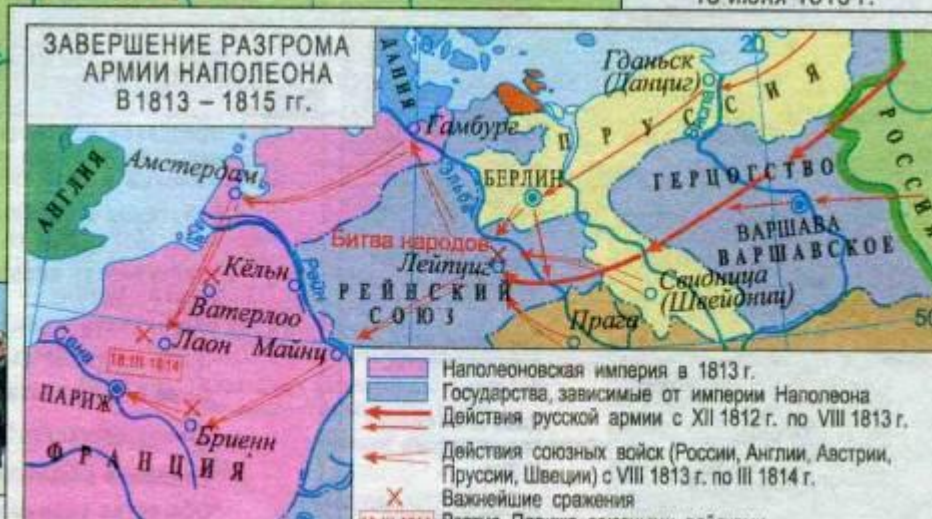 ЗАВЕРШЕНИЕ РАЗГРОМА
АРМИИ НАПОЛЕОНА
В 1813 – 1815 гг.
ДАНИЯ
10
20
Гданьск
(Данциг)
Висла
ПРУССИЯ
РОССИЯ
Гамбург
АНГЛИЯ
Амстердам
Эльба
БЕРЛИН
ГЕРЦОГСТВО
ВАРШАВА
ВАРШАВСКОЕ
Битва народов
Лейпциг
Кёльн
Рейн
РЕЙНСКИЙ
СОЮЗ
Свидница
(Швейдниц)
Ватерлоо
Прага
50
Сена
Лаон
Майнц
18.III 1814
ПАРИЖ
Бриенн
ФРАНЦИЯ
Наполеоновская империя в 1813 г.
Государства, зависимые от империи Наполеона
Действия русской армии с XII 1812 г. по VIII 1813 г.
Действия союзных войск (России, Англии, Австрии,
Пруссии, Швеции) с VIII 1813 г. по III 1814 г.
Важнейшие сражения